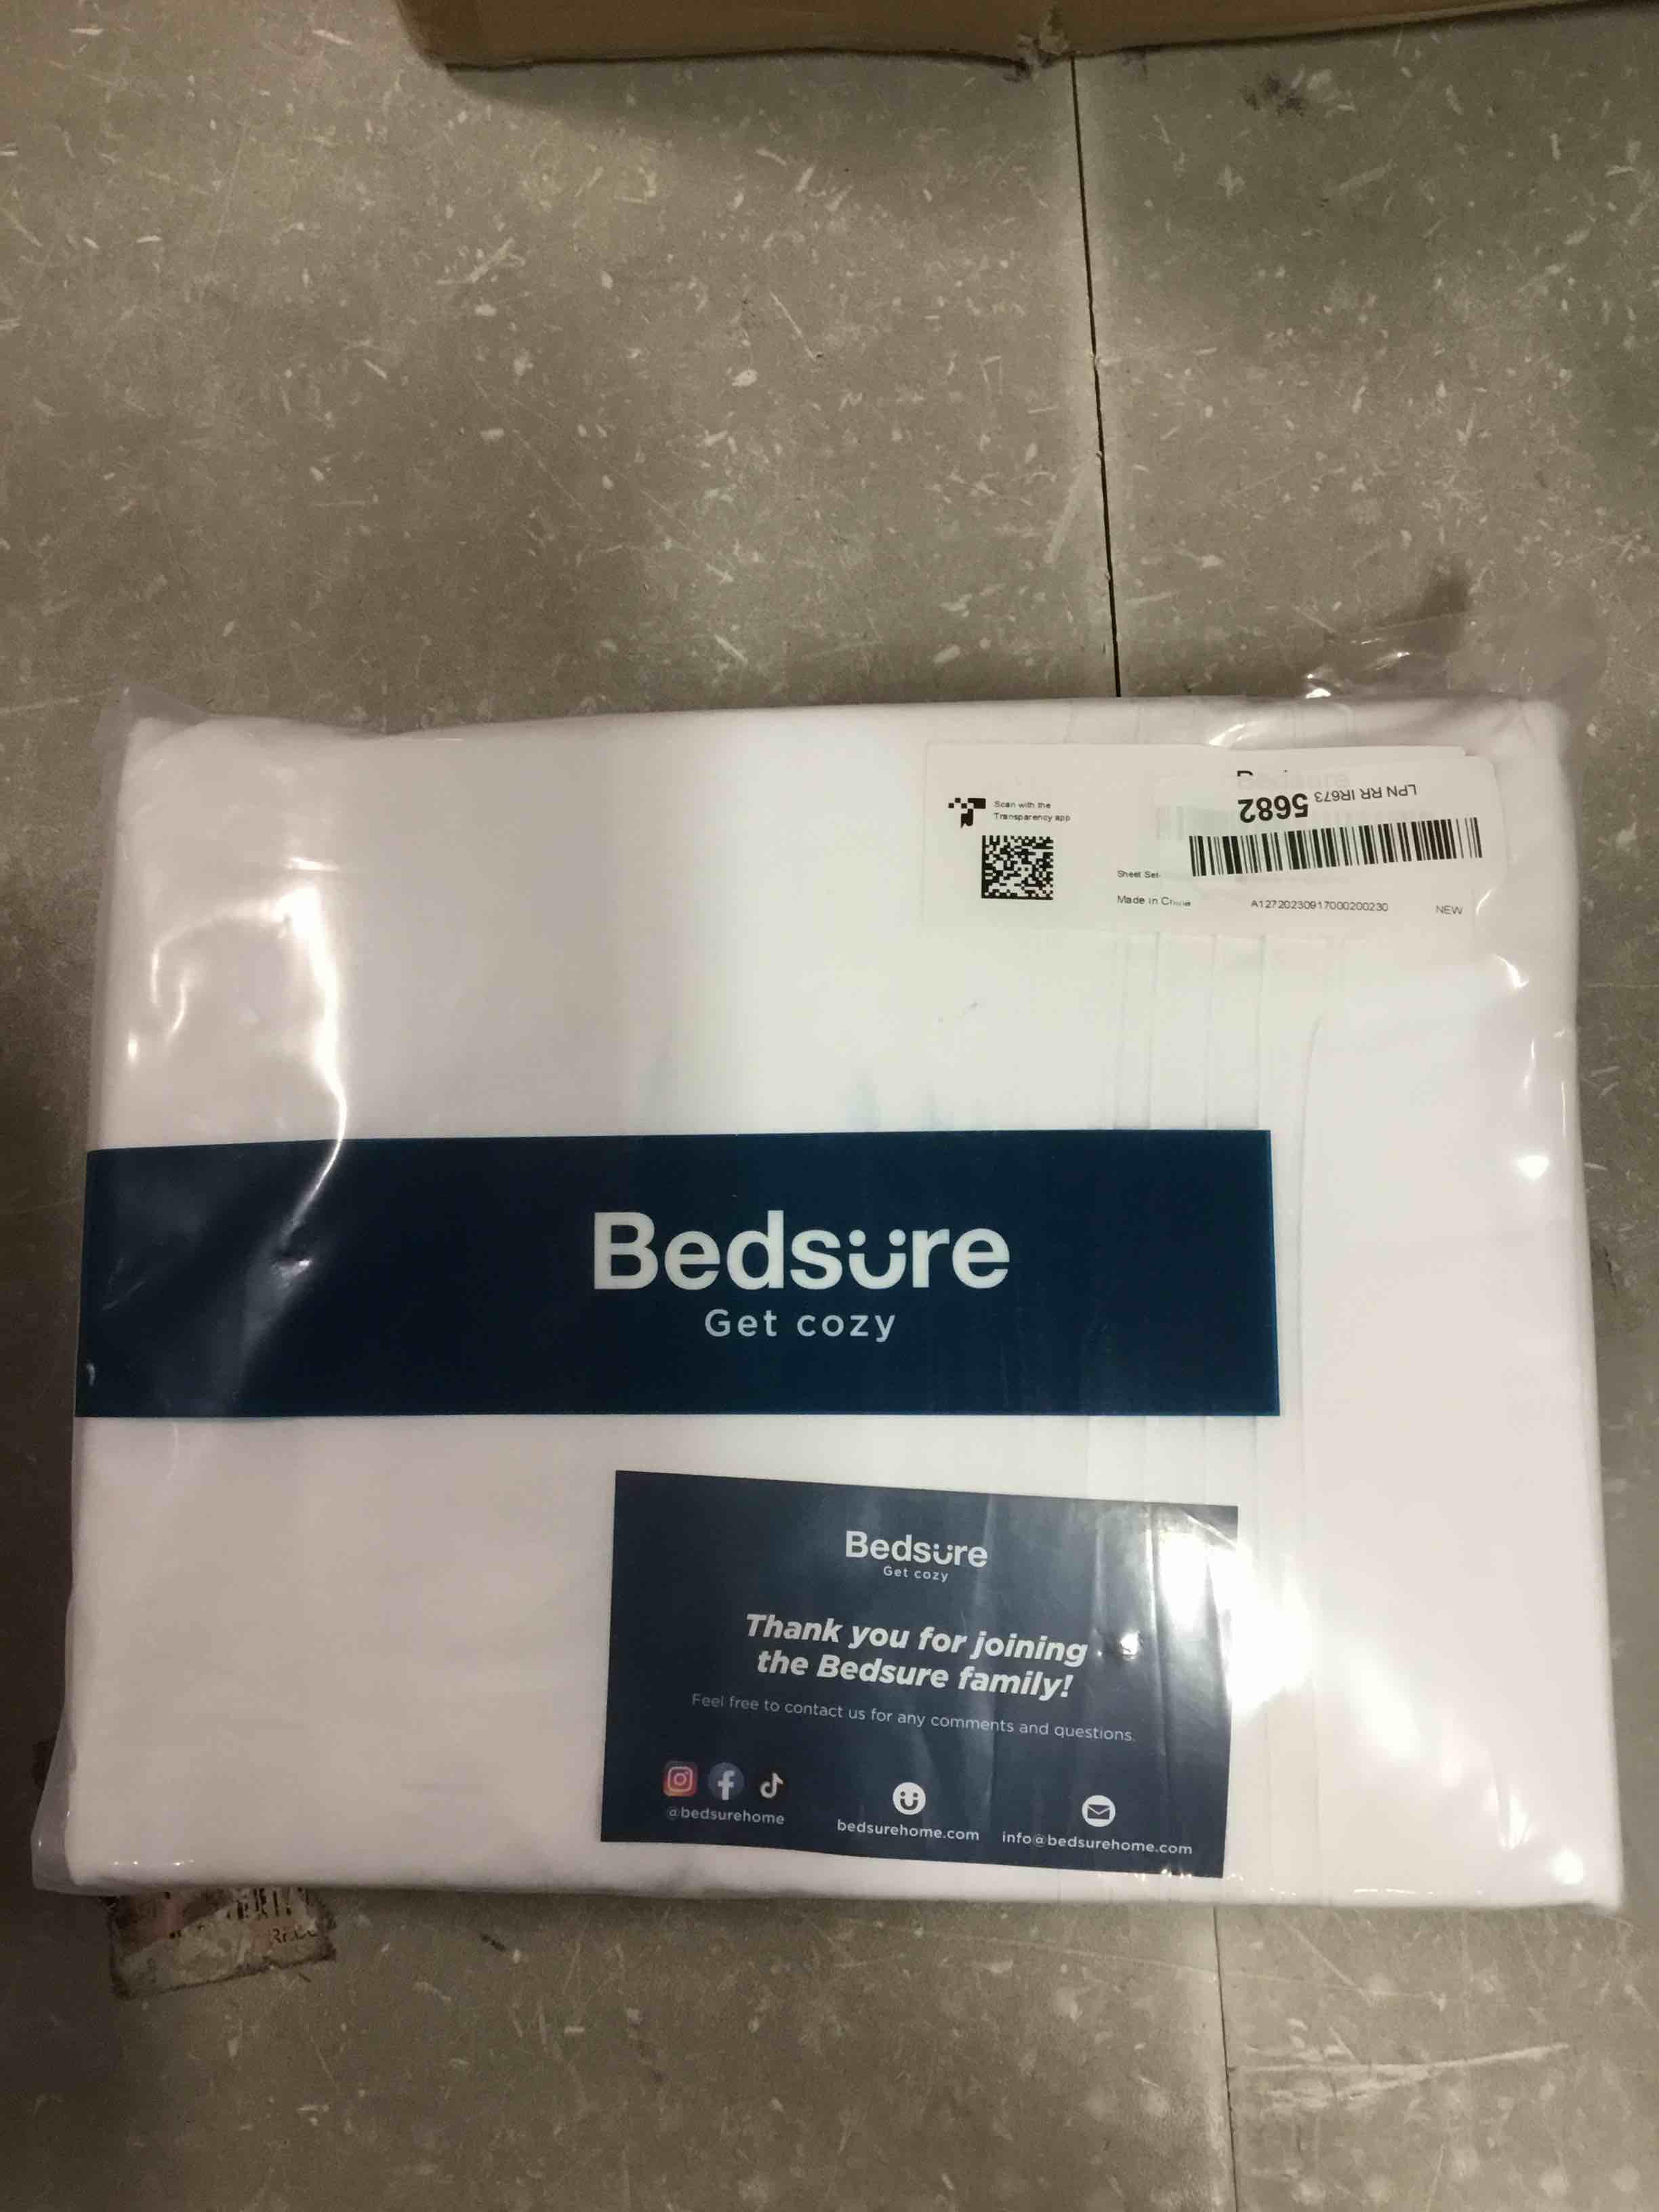 Scan with the
Transparency app
LPN RR IR673 5682
Sheet Set
Made in China
A12720230917000200230
NEW
Bedsure
Get cozy
Bedsure
Get cozy
Thank you for joining
the Bedsure family!
Feel free to contact us for any comments and questions.
@bedsurehome
bedsurehome.com
info@bedsurehome.com